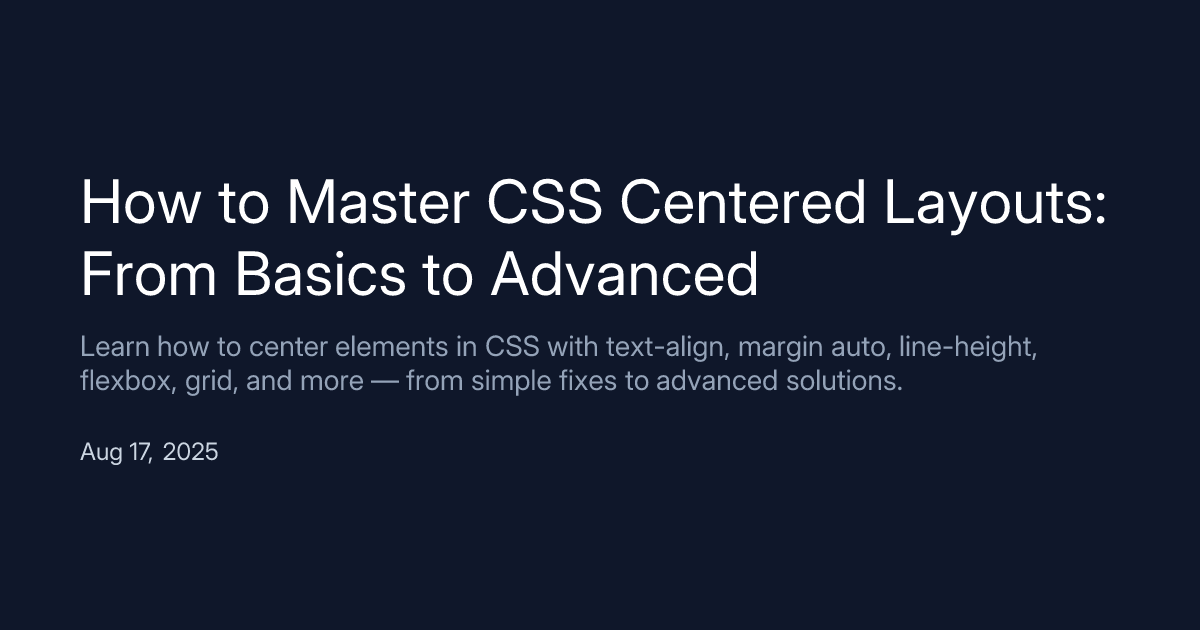 How to Master CSS Centered Layouts:
From Basics to Advanced
Learn how to center elements in CSS with text-align, margin auto, line-height,
flexbox, grid, and more — from simple fixes to advanced solutions.
Aug 17, 2025